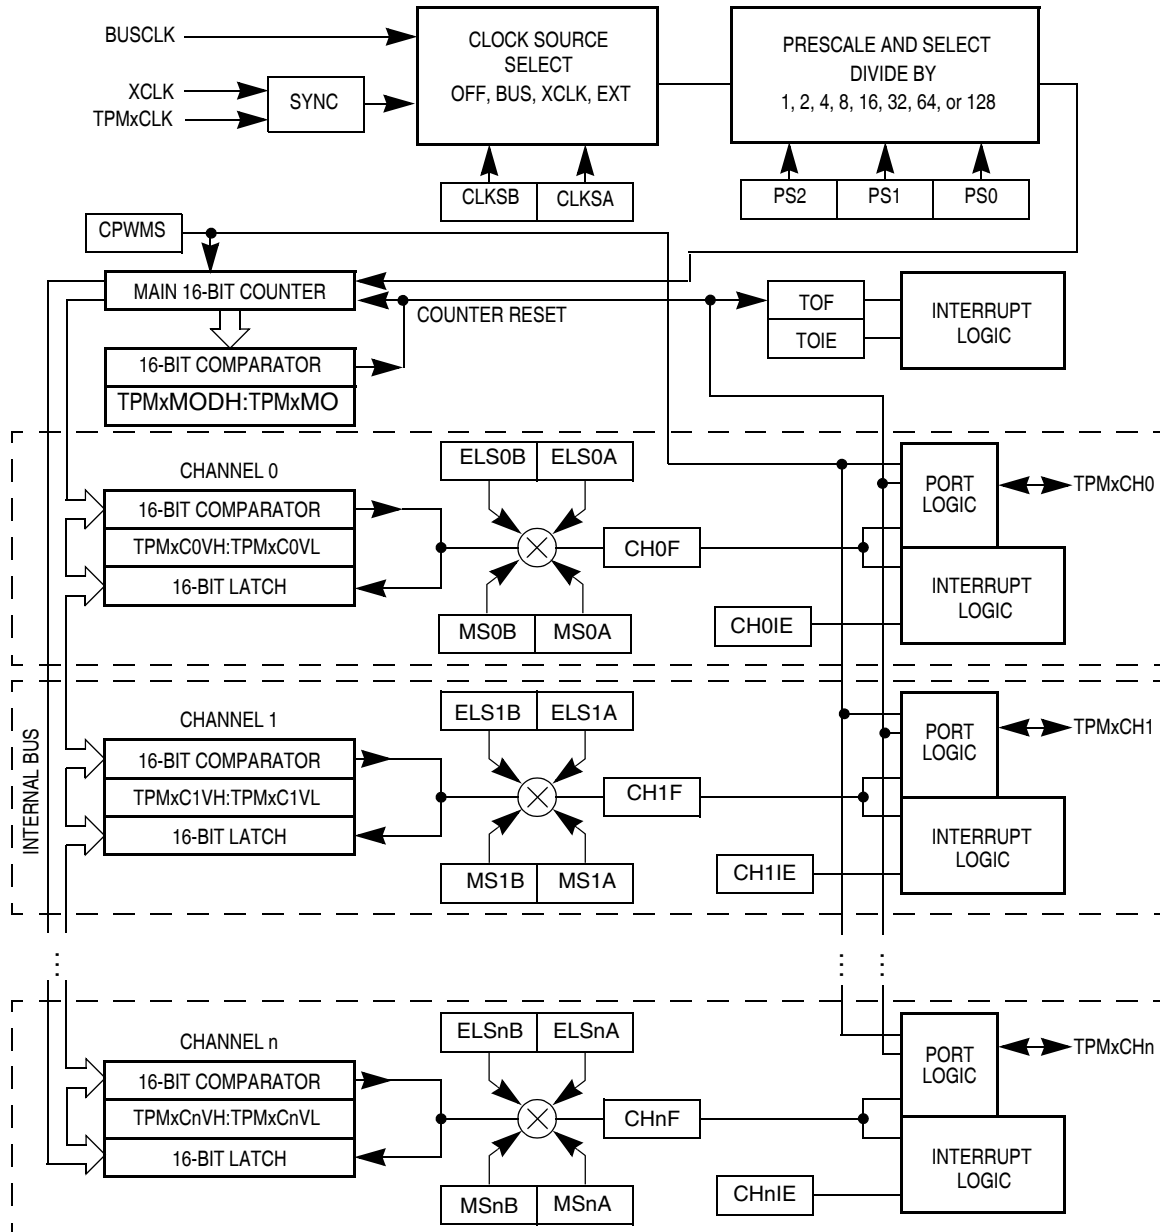 BUSCLK
XCLK
TPMxCLK
SYNC
CLOCK SOURCE
SELECT
OFF, BUS, XCLK, EXT
PRESCALE AND SELECT
DIVIDE BY
1, 2, 4, 8, 16, 32, 64, or 128
CLKSB
CLKSA
PS2
PS1
PS0
CPWMS
MAIN 16-BIT COUNTER
COUNTER RESET
16-BIT COMPARATOR
TPMxMODH:TPMxMO
TOF
TOIE
INTERRUPT
LOGIC
CHANNEL 0
16-BIT COMPARATOR
TPMxC0VH:TPMxC0VL
16-BIT LATCH
ELS0B
ELS0A
MS0B
MS0A
CH0F
CH0IE
PORT
LOGIC
INTERRUPT
LOGIC
TPMxCH0
INTERNAL BUS
CHANNEL 1
16-BIT COMPARATOR
TPMxC1VH:TPMxC1VL
16-BIT LATCH
ELS1B
ELS1A
MS1B
MS1A
CH1F
CH1IE
PORT
LOGIC
INTERRUPT
LOGIC
TPMxCH1
...
... ...
CHANNEL n
16-BIT COMPARATOR
TPMxCnVH:TPMxCnVL
16-BIT LATCH
ELSnB
ELSnA
MSnB
MSnA
CHnF
CHnIE
PORT
LOGIC
INTERRUPT
LOGIC
TPMxCHn